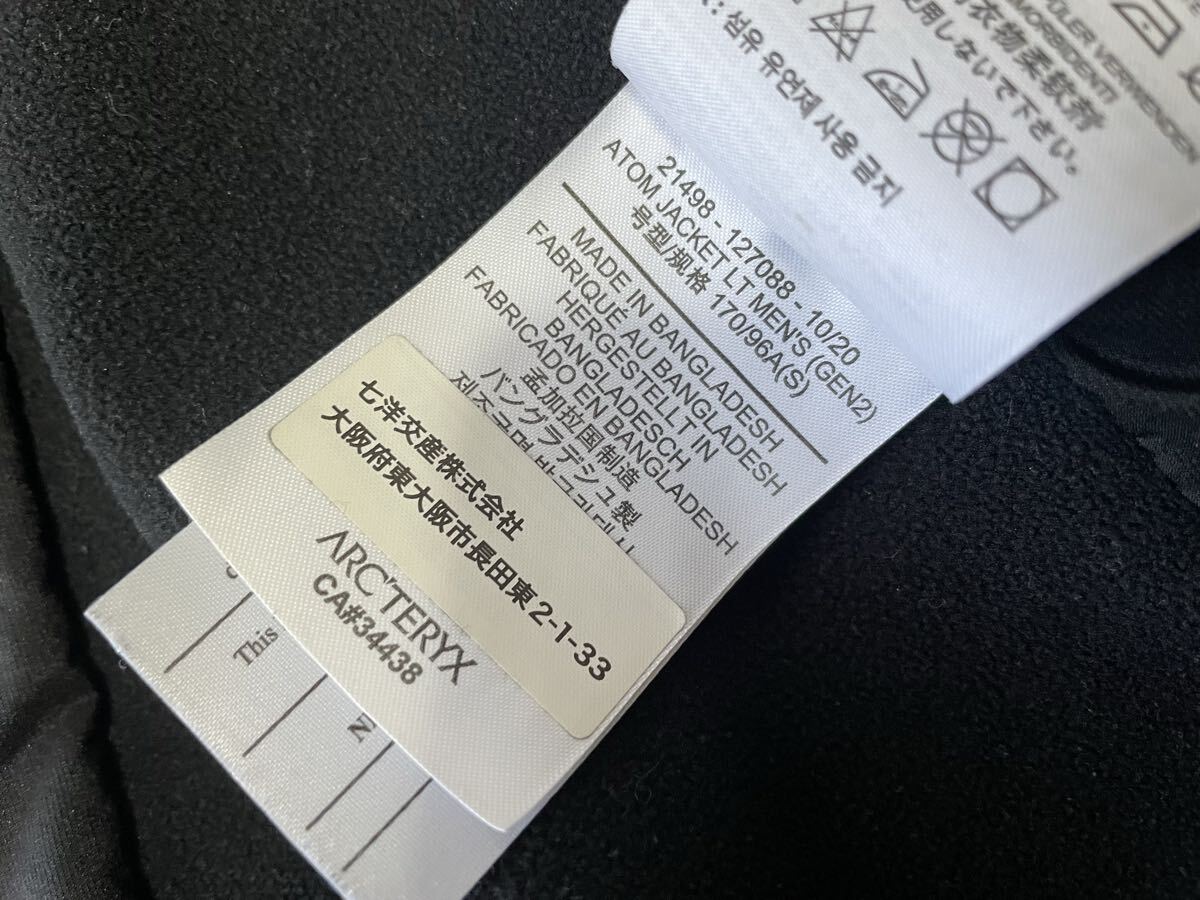 PÜLER VERWENDEN
MORBIDENTI
衣物柔软剂
使用しないで下さい。
: 섬유 유연제 사용 금지
21498 - 127088 - 10/20
ATOM JACKET LT MEN'S (GEN2)
号型/规格 170/96A(S)
MADE IN BANGLADESH
FABRIQUÉ AU BANGLADESH
HERGESTELLT IN
BANGLADESCH
FABRICADO EN BANGLADESH
孟加拉国制造
バングラデシュ製
七洋交産株式会社
大阪府東大阪市長田東2-1-33
ARC'TERYX
CA#34438
This